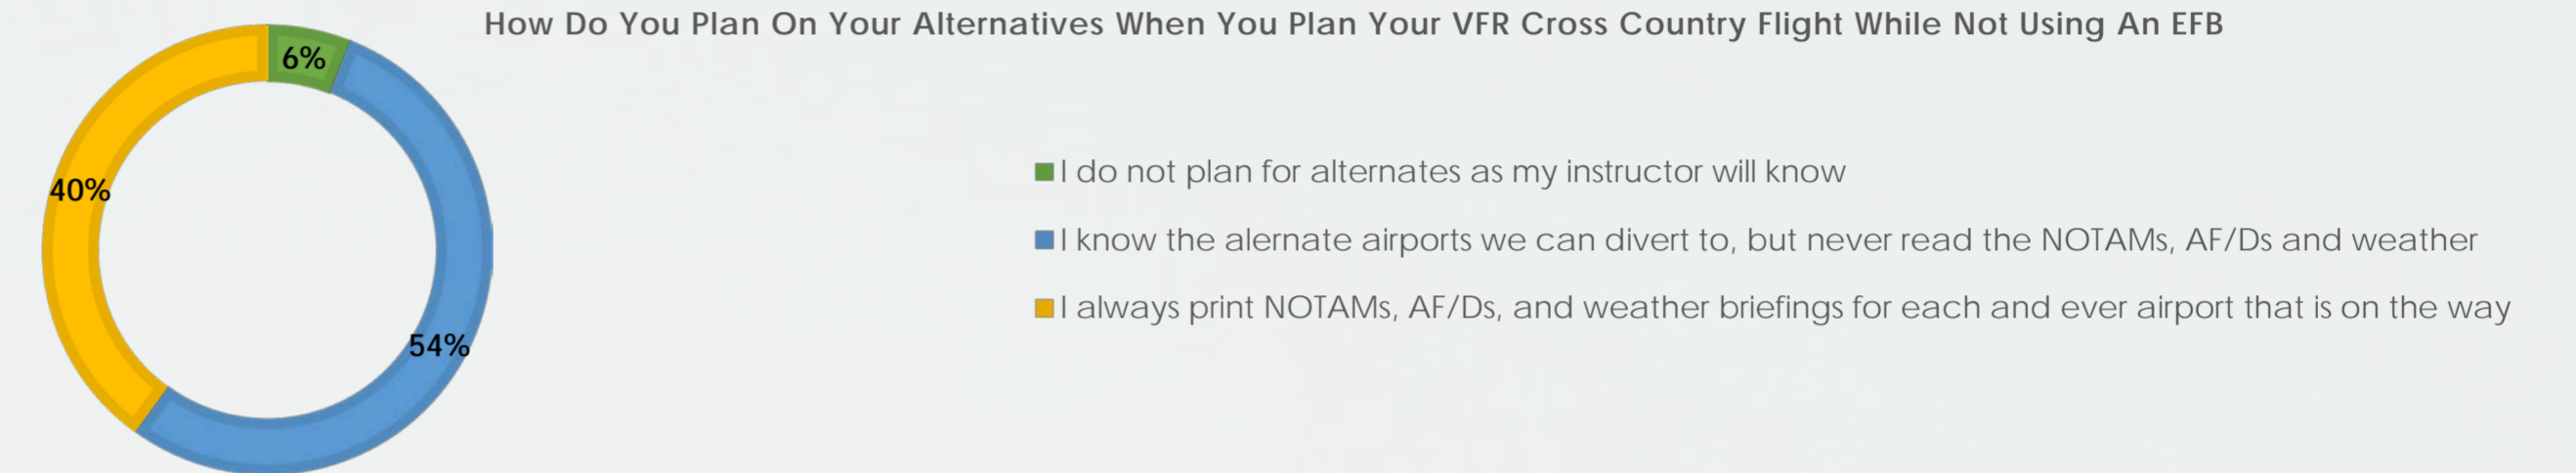 How Do You Plan On Your Alternatives When You Plan Your VFR Cross Country Flight While Not Using An EFB
6%
40%
54%
I do not plan for alternates as my instructor will know
I know the alernate airports we can divert to, but never read the NOTAMs, AF/Ds and weather
I always print NOTAMs, AF/Ds, and weather briefings for each and ever airport that is on the way